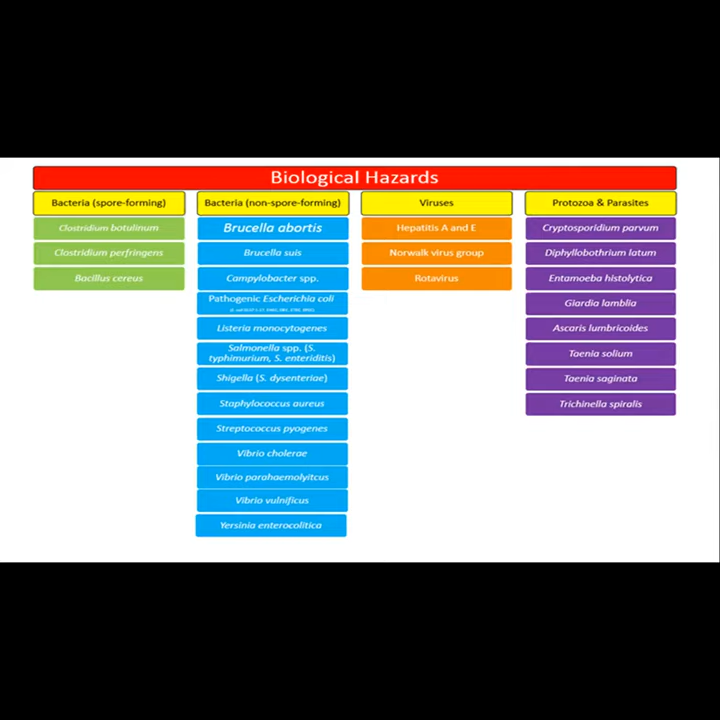 Biological Hazards
Bacteria (spore-forming)
Clostridium botulinum
Clostridium perfringens
Bacillus cereus
Bacteria (non-spore-forming)
Brucella abortis
Brucella suis
Campylobacter spp.
Pathogenic Escherichia coli
Listeria monocytogenes
Salmonella spp. (S.
typhimurium, S. enteriditis)
Shigella (S. dysenteriae)
Staphylococcus aureus
Streptococcus pyogenes
Vibrio cholerae
Vibrio parahaemolyitcus
Vibrio vulnificus
Yersinia enterocolitica
Viruses
Hepatitis A and E
Norwalk virus group
Rotavirus
Protozoa & Parasites
Cryptosporidium parvum
Diphyllobothrium latum
Entamoeba histolytica
Giardia lamblia
Ascaris lumbricoides
Taenia solium
Taenia saginata
Trichinella spiralis